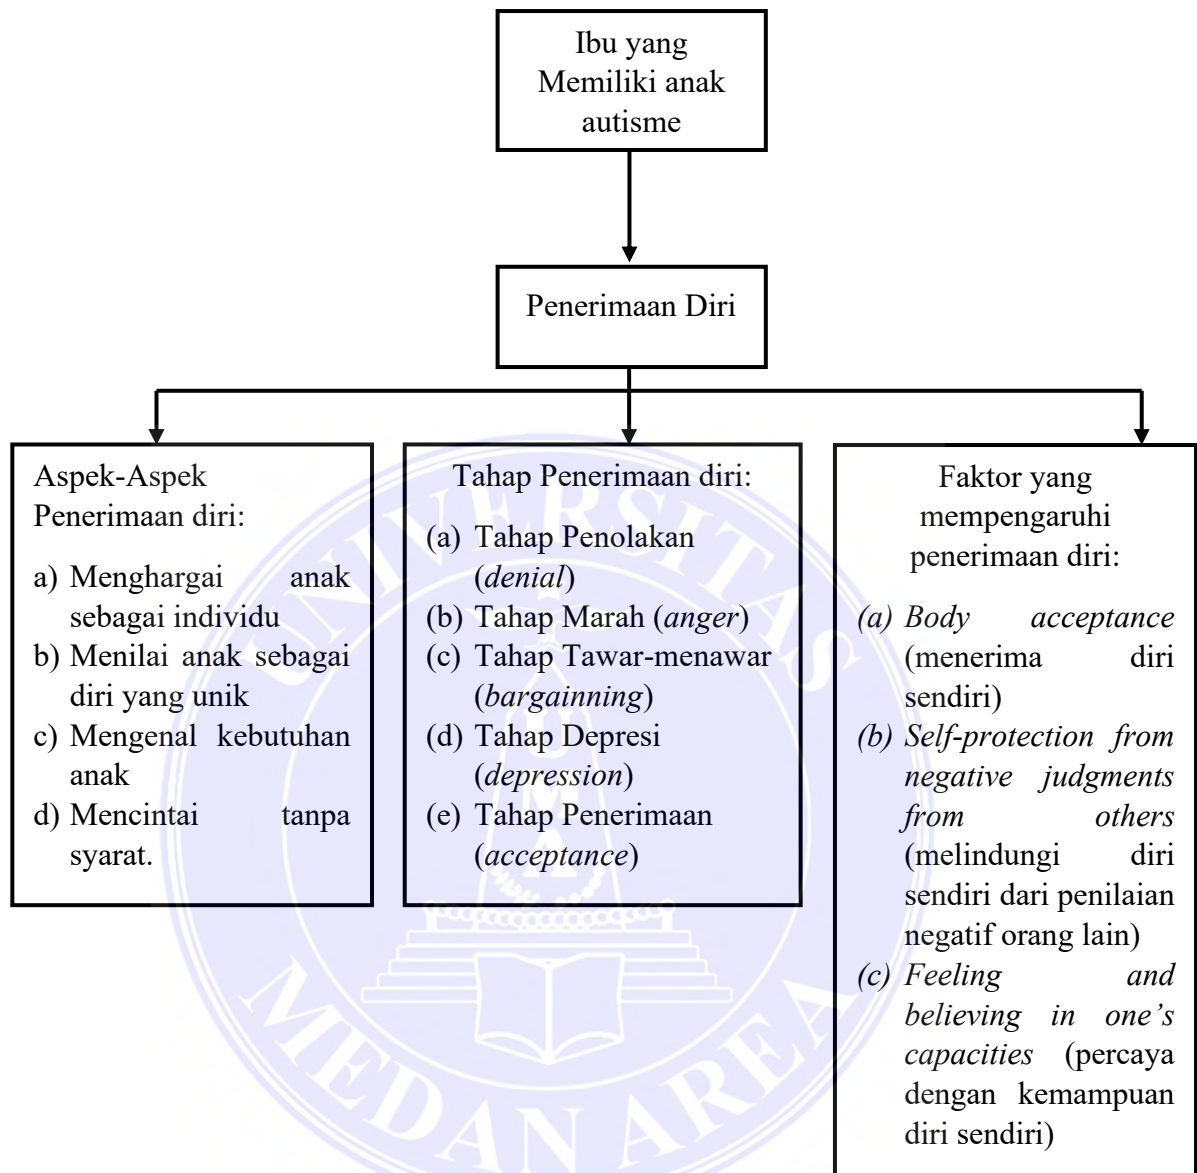 Ibu yang
Memiliki anak
autisme
Penerimaan Diri
Aspek-Aspek
Penerimaan diri:
a) Menghargai anak
sebagai individu
b) Menilai anak sebagai
diri yang unik
c) Mengenal kebutuhan
anak
d) Mencintai tanpa
syarat.
Tahap Penerimaan diri:
(a) Tahap Penolakan
(denial)
(b) Tahap Marah (anger)
(c) Tahap Tawar-menawar
(bargainning)
(d) Tahap Depresi
(depression)
(e) Tahap Penerimaan
(acceptance)
Faktor yang
mempengaruhi
penerimaan diri:
(a) Body acceptance
(menerima diri
sendiri)
(b) Self-protection from
negative judgments
from others
(melindungi diri
sendiri dari penilaian
negatif orang lain)
(c) Feeling and
believing in one’s
capacities (percaya
dengan kemampuan
diri sendiri)
UNIVERSITAS
UMA
MEDAN AREA